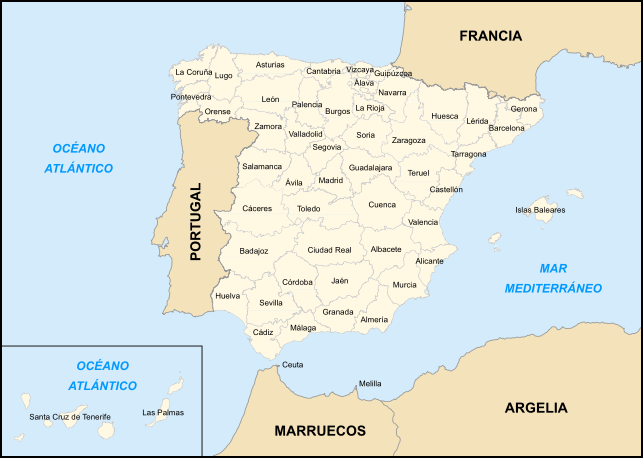 FRANCIA
Asturias
Cantabria
Vizcaya
Guipúzcoa
La Coruña
Lugo
Álava
Navarra
Pontevedra
Orense
León
Palencia
Burgos
La Rioja
Huesca
Lérida
Gerona
Barcelona
Zamora
Valladolid
Soria
Zaragoza
Tarragona
OCÉANO
ATLÁNTICO
Segovia
Salamanca
Ávila
Madrid
Guadalajara
Teruel
Castellón
PORTUGAL
Cáceres
Toledo
Cuenca
Valencia
Islas Baleares
Badajoz
Ciudad Real
Albacete
Alicante
MAR
MEDITERRÁNEO
Huelva
Sevilla
Córdoba
Jaén
Murcia
Granada
Almería
Cádiz
Málaga
Ceuta
Melilla
OCÉANO
ATLÁNTICO
Santa Cruz de Tenerife
Las Palmas
MARRUECOS
ARGELIA